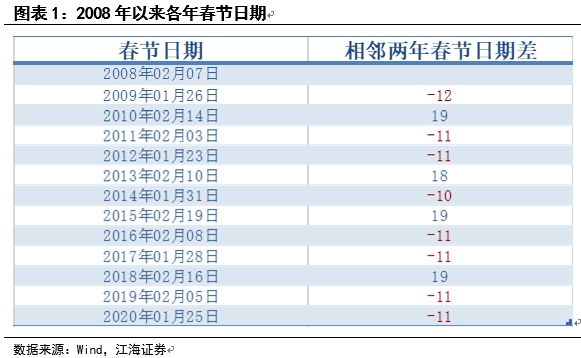 图表1：2008年以来各年春节日期
春节日期 相邻两年春节日期差
2008年02月07日
2009年01月26日 -12
2010年02月14日 19
2011年02月03日 -11
2012年01月23日 -11
2013年02月10日 18
2014年01月31日 -10
2015年02月19日 19
2016年02月08日 -11
2017年01月28日 -11
2018年02月16日 19
2019年02月05日 -11
2020年01月25日 -11
数据来源：Wind，江海证券